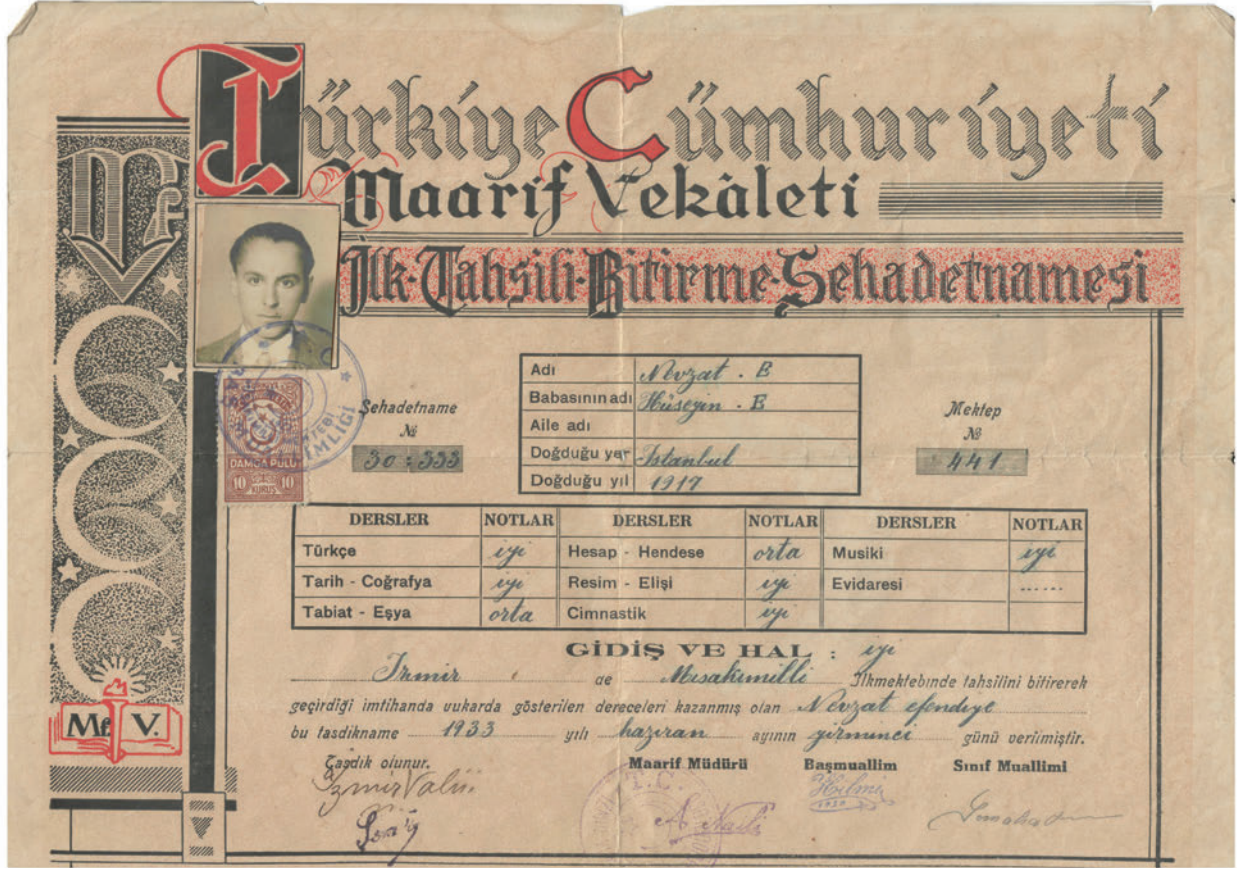 Türkiye Cümhuriyeti
Maarif Vekâleti
İlk-Tahsili-Bitirme-Şehadetnamesi
Mf
Şehadetname
№
30:333
Adı Nevzat . B
Babasının adı Hüseyin . B
Aile adı
Doğduğu yer İstanbul
Doğduğu yıl 1917
Mektep
№
441
DAMGA PULU
10 KURUŞ 10
DERSLER NOTLAR DERSLER NOTLAR DERSLER NOTLAR
Türkçe iyi Hesap - Hendese orta Musiki iyi
Tarih - Coğrafya iyi Resim - Elişi iyi Evidaresi ......
Tabiat - Eşya orta Cimnastik iyi
GİDİŞ VE HAL : iyi
İzmir de Misakımilli İlkmektebinde tahsilini bitirerek
geçirdiği imtihanda yukarda gösterilen dereceleri kazanmış olan Nevzat efendiye
bu tasdikname 1933 yılı haziran ayının yirminci günü verilmiştir.
Mf. V.
Tasdik olunur.
İzmir Valii
Maarif Müdürü Başmuallim Sınıf Muallimi
T.C.
A. Naili
Hilmi